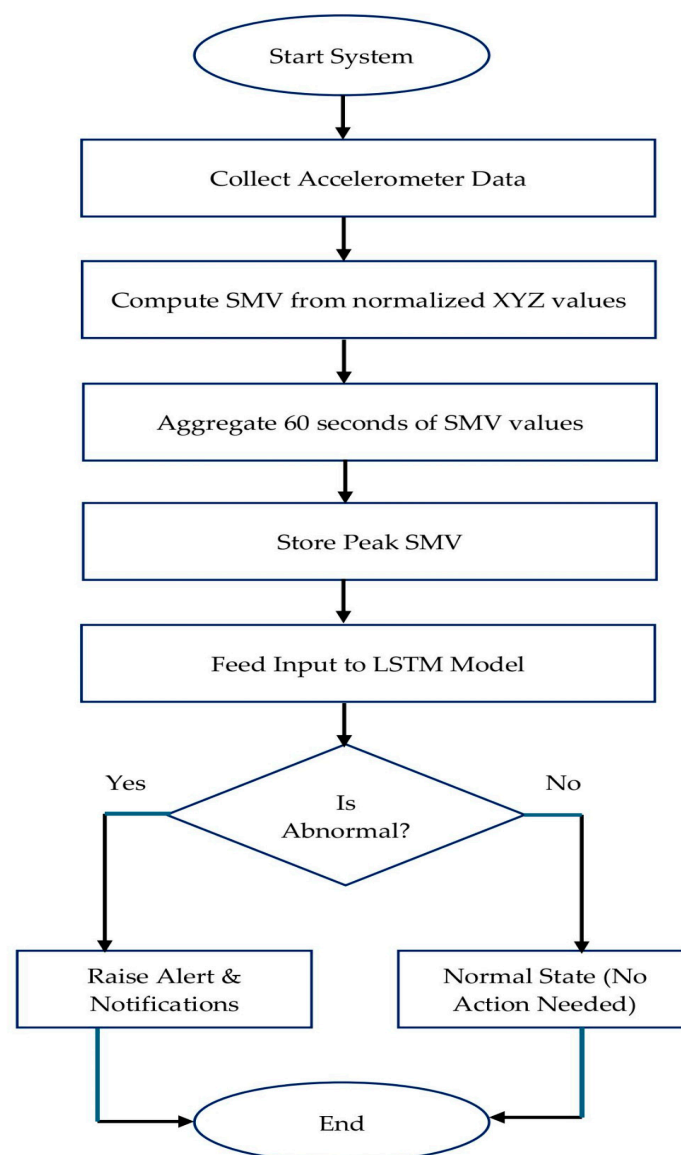 Start System
Collect Accelerometer Data
Compute SMV from normalized XYZ values
Aggregate 60 seconds of SMV values
Store Peak SMV
Feed Input to LSTM Model
Yes
No
Is
Abnormal?
Raise Alert &
Notifications
Normal State (No
Action Needed)
End